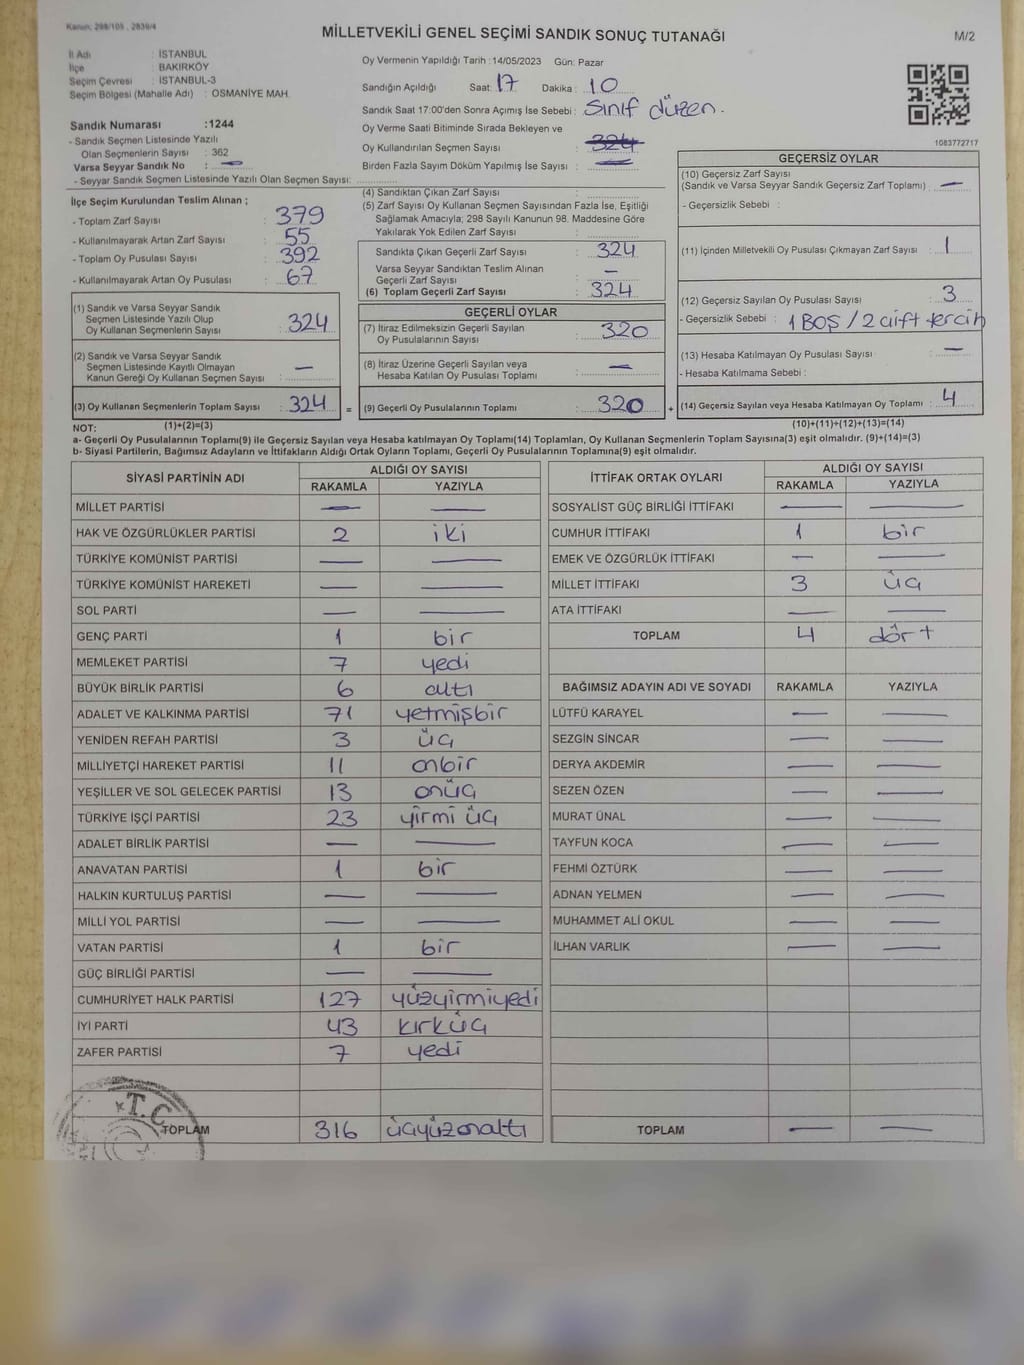 Kanun: 298/105 , 2839/4
MİLLETVEKİLİ GENEL SEÇİMİ SANDIK SONUÇ TUTANAĞI
M/2
İl Adı : İSTANBUL
İlçe : BAKIRKÖY
Seçim Çevresi : İSTANBUL-3
Seçim Bölgesi (Mahalle Adı) : OSMANİYE MAH.
Oy Vermenin Yapıldığı Tarih : 14/05/2023 Gün: Pazar
Sandığın Açıldığı Saat: 17 Dakika : 10
Sandık Saat 17:00'den Sonra Açımış İse Sebebi : Sınıf düzen.
Oy Verme Saati Bitiminde Sırada Bekleyen ve
Oy Kullandırılan Seçmen Sayısı : 324
Birden Fazla Sayım Döküm Yapılmış İSE Sayısı : —
1083772717
Sandık Numarası :1244
- Sandık Seçmen Listesinde Yazılı
Olan Seçmenlerin Sayısı : 362
Varsa Seyyar Sandık No : —
- Seyyar Sandık Seçmen Listesinde Yazılı Olan Seçmen Sayısı:
İlçe Seçim Kurulundan Teslim Alınan ;
- Toplam Zarf Sayısı : 379
- Kullanılmayarak Artan Zarf Sayısı : 55
- Toplam Oy Pusulası Sayısı : 392
- Kullanılmayarak Artan Oy Pusulası : 67
(1) Sandık ve Varsa Seyyar Sandık
Seçmen Listesinde Yazılı Olup
Oy Kullanan Seçmenlerin Sayısı : 324
(2) Sandık ve Varsa Seyyar Sandık
Seçmen Listesinde Kayıtlı Olmayan
Kanun Gereği Oy Kullanan Seçmen Sayısı : —
(3) Oy Kullanan Seçmenlerin Toplam Sayısı : 324 =
(4) Sandıktan Çıkan Zarf Sayısı :
(5) Zarf Sayısı Oy Kullanan Seçmen Sayısından Fazla İse, Eşitliği
Sağlamak Amacıyla; 298 Sayılı Kanunun 98. Maddesine Göre
Yakılarak Yok Edilen Zarf Sayısı :
Sandıkta Çıkan Geçerli Zarf Sayısı : 324
Varsa Seyyar Sandıktan Teslim Alınan
Geçerli Zarf Sayısı : —
(6) Toplam Geçerli Zarf Sayısı : 324
GEÇERLİ OYLAR
(7) İtiraz Edilmeksizin Geçerli Sayılan
Oy Pusulalarının Sayısı : 320
(8) İtiraz Üzerine Geçerli Sayılan veya
Hesaba Katılan Oy Pusulası Toplamı : —
(9) Geçerli Oy Pusulalarının Toplamı : 320 +
GEÇERSİZ OYLAR
(10) Geçersiz Zarf Sayısı
(Sandık ve Varsa Seyyar Sandık Geçersiz Zarf Toplamı) : —
- Geçersizlik Sebebi :
(11) İçinden Milletvekili Oy Pusulası Çıkmayan Zarf Sayısı : 1
(12) Geçersiz Sayılan Oy Pusulası Sayısı : 3
- Geçersizlik Sebebi : 1 BOŞ / 2 çift tercih
(13) Hesaba Katılmayan Oy Pusulası Sayısı : —
- Hesaba Katılmama Sebebi :
(14) Geçersiz Sayılan veya Hesaba Katılmayan Oy Toplamı : 4
NOT: (1)+(2)=(3) (10)+(11)+(12)+(13)=(14)
a- Geçerli Oy Pusulalarının Toplamı(9) ile Geçersiz Sayılan veya Hesaba katılmayan Oy Toplamı(14) Toplamları, Oy Kullanan Seçmenlerin Toplam Sayısına(3) eşit olmalıdır. (9)+(14)=(3)
b- Siyasi Partilerin, Bağımsız Adayların ve İttifakların Aldığı Ortak Oyların Toplamı, Geçerli Oy Pusulalarının Toplamına(9) eşit olmalıdır.
SİYASİ PARTİNİN ADI ALDIĞI OY SAYISI
RAKAMLA YAZIYLA
MİLLET PARTİSİ — —
HAK VE ÖZGÜRLÜKLER PARTİSİ 2 iki
TÜRKİYE KOMÜNİST PARTİSİ — —
TÜRKİYE KOMÜNİST HAREKETİ — —
SOL PARTİ — —
GENÇ PARTİ 1 bir
MEMLEKET PARTİSİ 7 yedi
BÜYÜK BİRLİK PARTİSİ 6 altı
ADALET VE KALKINMA PARTİSİ 71 yetmişbir
YENİDEN REFAH PARTİSİ 3 üç
MİLLİYETÇİ HAREKET PARTİSİ 11 onbir
YEŞİLLER VE SOL GELECEK PARTİSİ 13 onüç
TÜRKİYE İŞÇİ PARTİSİ 23 yirmi üç
ADALET BİRLİK PARTİSİ — —
ANAVATAN PARTİSİ 1 bir
HALKIN KURTULUŞ PARTİSİ — —
MİLLİ YOL PARTİSİ — —
VATAN PARTİSİ 1 bir
GÜÇ BİRLİĞİ PARTİSİ — —
CUMHURİYET HALK PARTİSİ 127 yüzyirmiyedi
İYİ PARTİ 43 kırküç
ZAFER PARTİSİ 7 yedi
T.C
TOPLAM 316 üçyüzonaltı
İTTİFAK ORTAK OYLARI ALDIĞI OY SAYISI
RAKAMLA YAZIYLA
SOSYALİST GÜÇ BİRLİĞİ İTTİFAKI — —
CUMHUR İTTİFAKI 1 bir
EMEK VE ÖZGÜRLÜK İTTİFAKI — —
MİLLET İTTİFAKI 3 üç
ATA İTTİFAKI — —
TOPLAM 4 dört
BAĞIMSIZ ADAYIN ADI VE SOYADI RAKAMLA YAZIYLA
LÜTFÜ KARAYEL — —
SEZGİN SİNCAR — —
DERYA AKDEMİR — —
SEZEN ÖZEN — —
MURAT ÜNAL — —
TAYFUN KOCA — —
FEHMİ ÖZTÜRK — —
ADNAN YELMEN — —
MUHAMMET ALİ OKUL — —
İLHAN VARLIK — —
TOPLAM — —